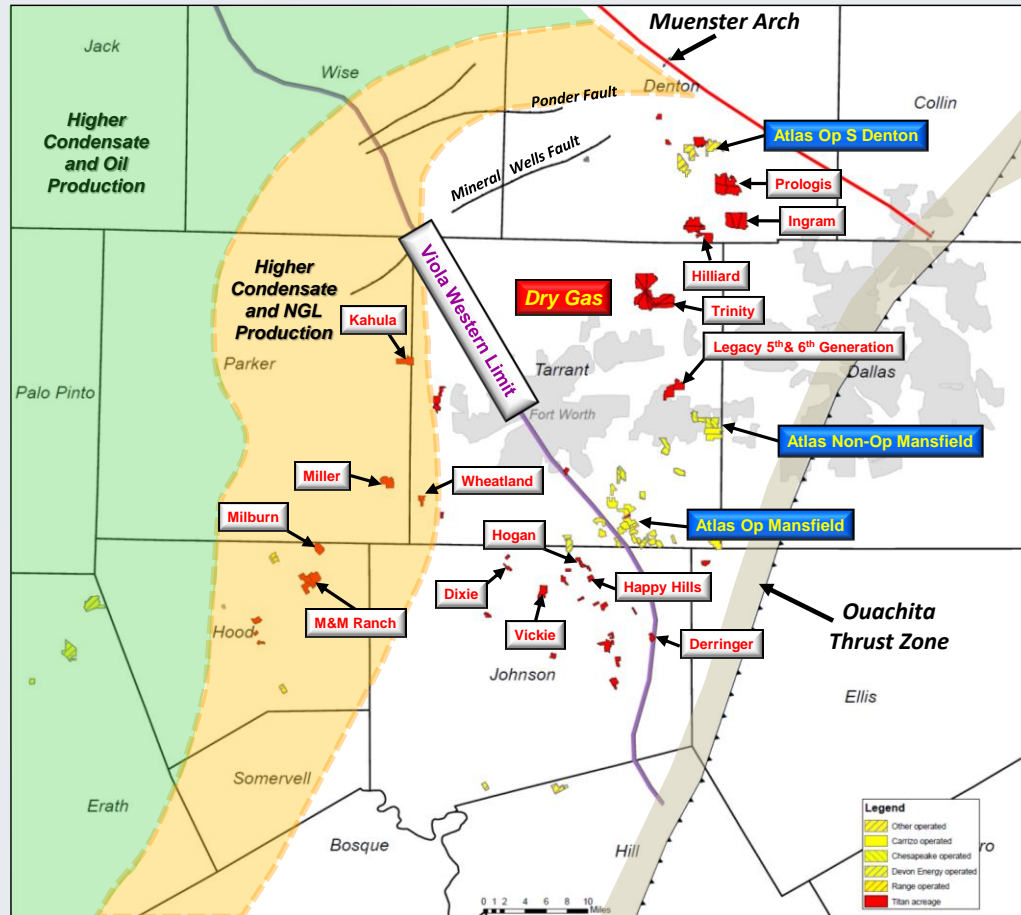 Muenster Arch
Jack
Wise
Denton
Collin
Ponder Fault
Higher
Condensate
and Oil
Production
Atlas Op S Denton
Mineral Wells Fault
Prologis
Ingram
Viola Western Limit
Hilliard
Higher
Condensate
and NGL
Production
Dry Gas
Trinity
Kahula
Legacy 5th& 6th Generation
Parker
Tarrant
Dallas
Palo Pinto
Fort Worth
Atlas Non-Op Mansfield
Miller
Wheatland
Milburn
Atlas Op Mansfield
Hogan
Dixie
Happy Hills
M&M Ranch
Vickie
Ouachita
Thrust Zone
Hood
Derringer
Johnson
Ellis
Somervell
Erath
Bosque
Hill
Legend
Other operated
Carrizo operated
Chesapeake operated
Devon Energy operated
Range operated
Titan acreage
ro
0 1 2 4 6 8 10
Miles